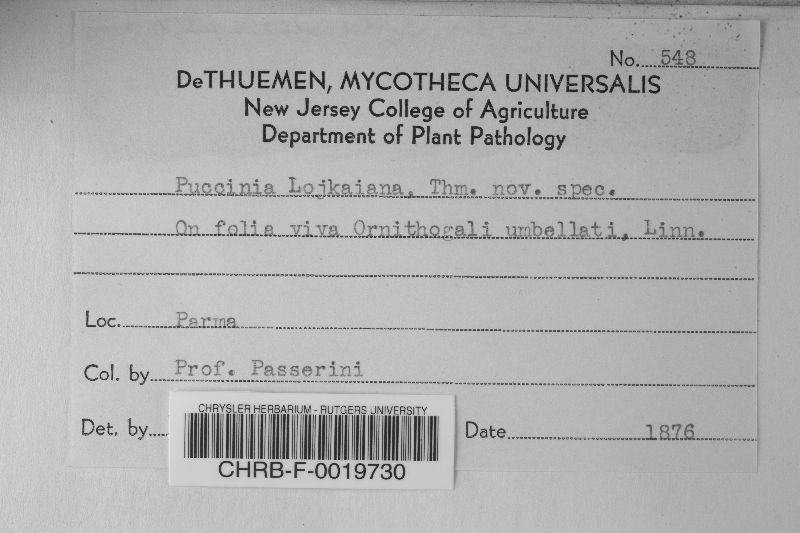 No. 548
DeTHUEMEN, MYCOTHECA UNIVERSALIS
New Jersey College of Agriculture
Department of Plant Pathology
Puccinia Lojkaiana, Thm. nov. spec.
On folia viva Ornithogali umbellati, Linn.
Loc. Parma
Col. by Prof. Passerini
Det. by
Date 1876
CHRYSLER HERBARIUM - RUTGERS UNIVERSITY
CHRB-F-0019730